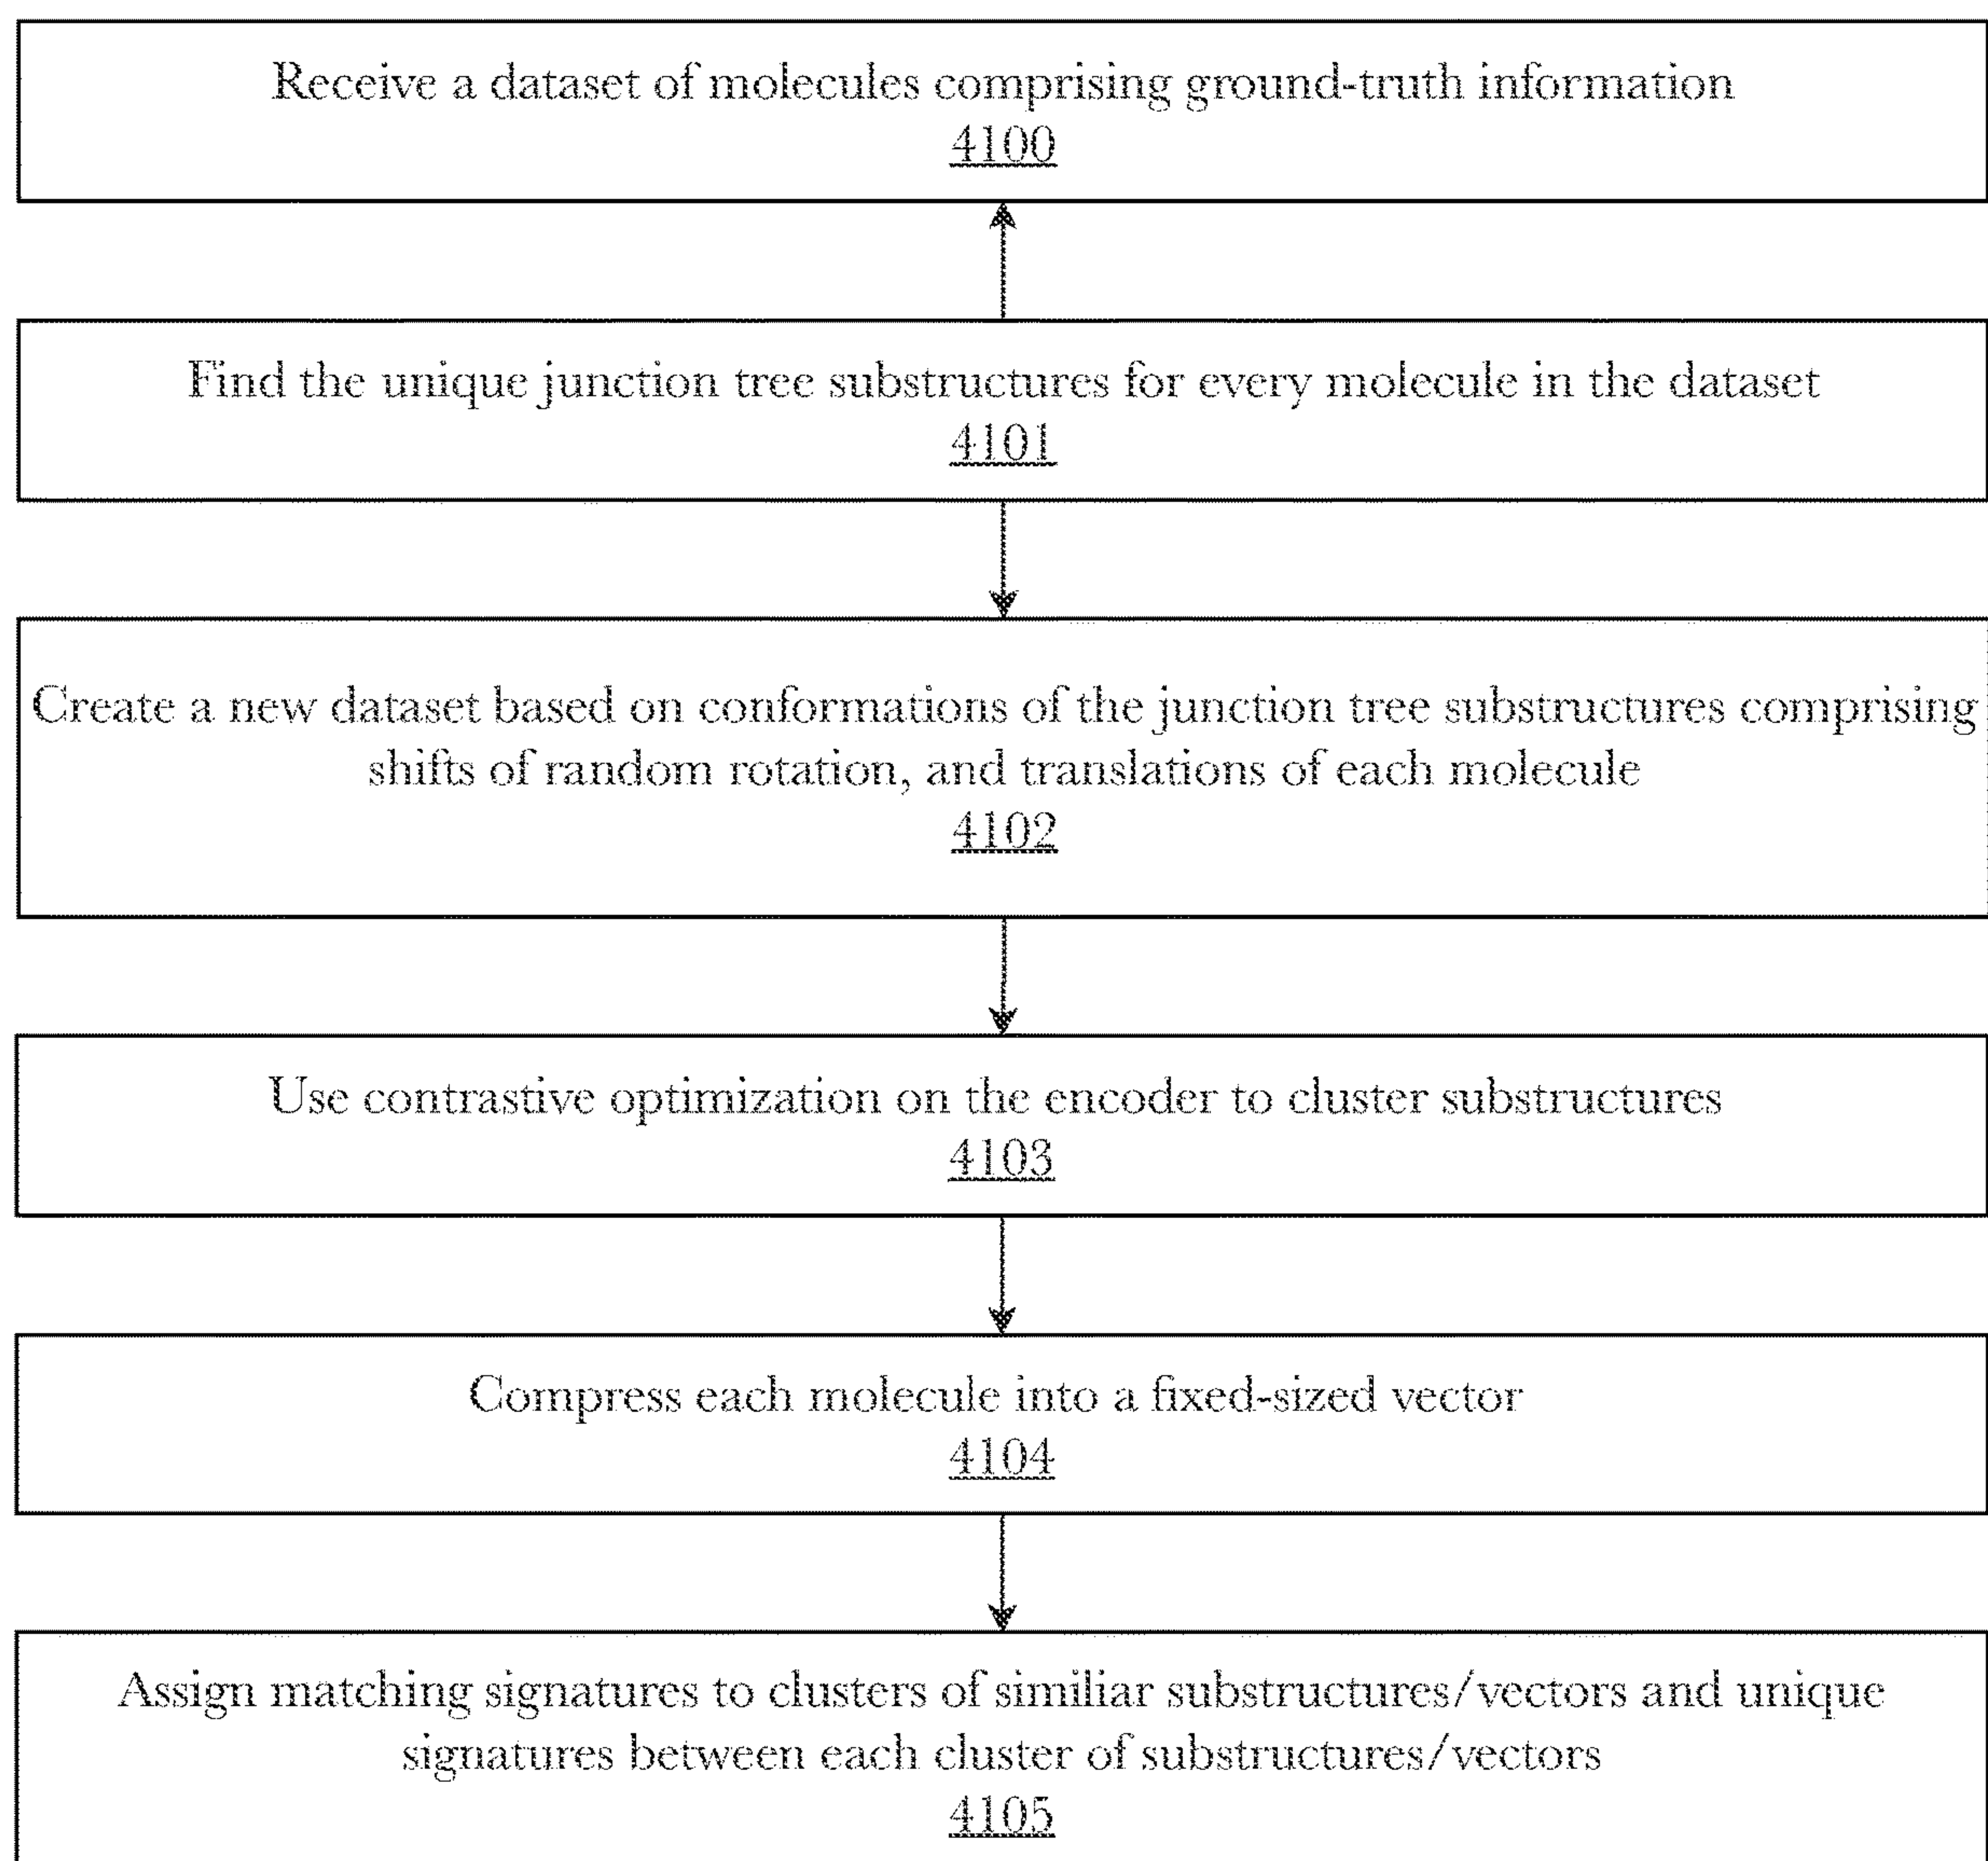 Receive a dataset of molecules comprising ground-truth information
4100
Find the unique junction tree substructures for every molecule in the dataset
4101
Create a new dataset based on conformations of the junction tree substructures comprising
shifts of random rotation, and translations of each molecule
4102
Use contrastive optimization on the encoder to cluster substructures
4103
Compress each molecule into a fixed-sized vector
4104
Assign matching signatures to clusters of similiar substructures/vectors and unique
signatures between each cluster of substructures/vectors
4105